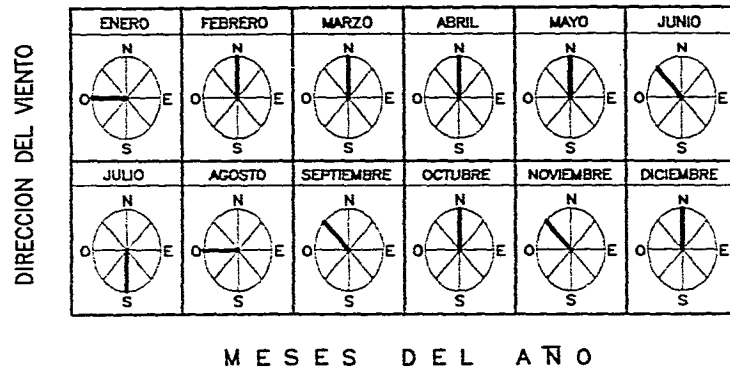 DIRECCION DEL VIENTO
ENERO FEBRERO MARZO ABRIL MAYO JUNIO
N N N N N N
O E O E O E O E O E O E
S S S S S S
JULIO AGOSTO SEPTIEMBRE OCTUBRE NOVIEMBRE DICIEMBRE
N N N N N N
O E O E O E O E O E O E
S S S S S S
MESES DEL AÑO